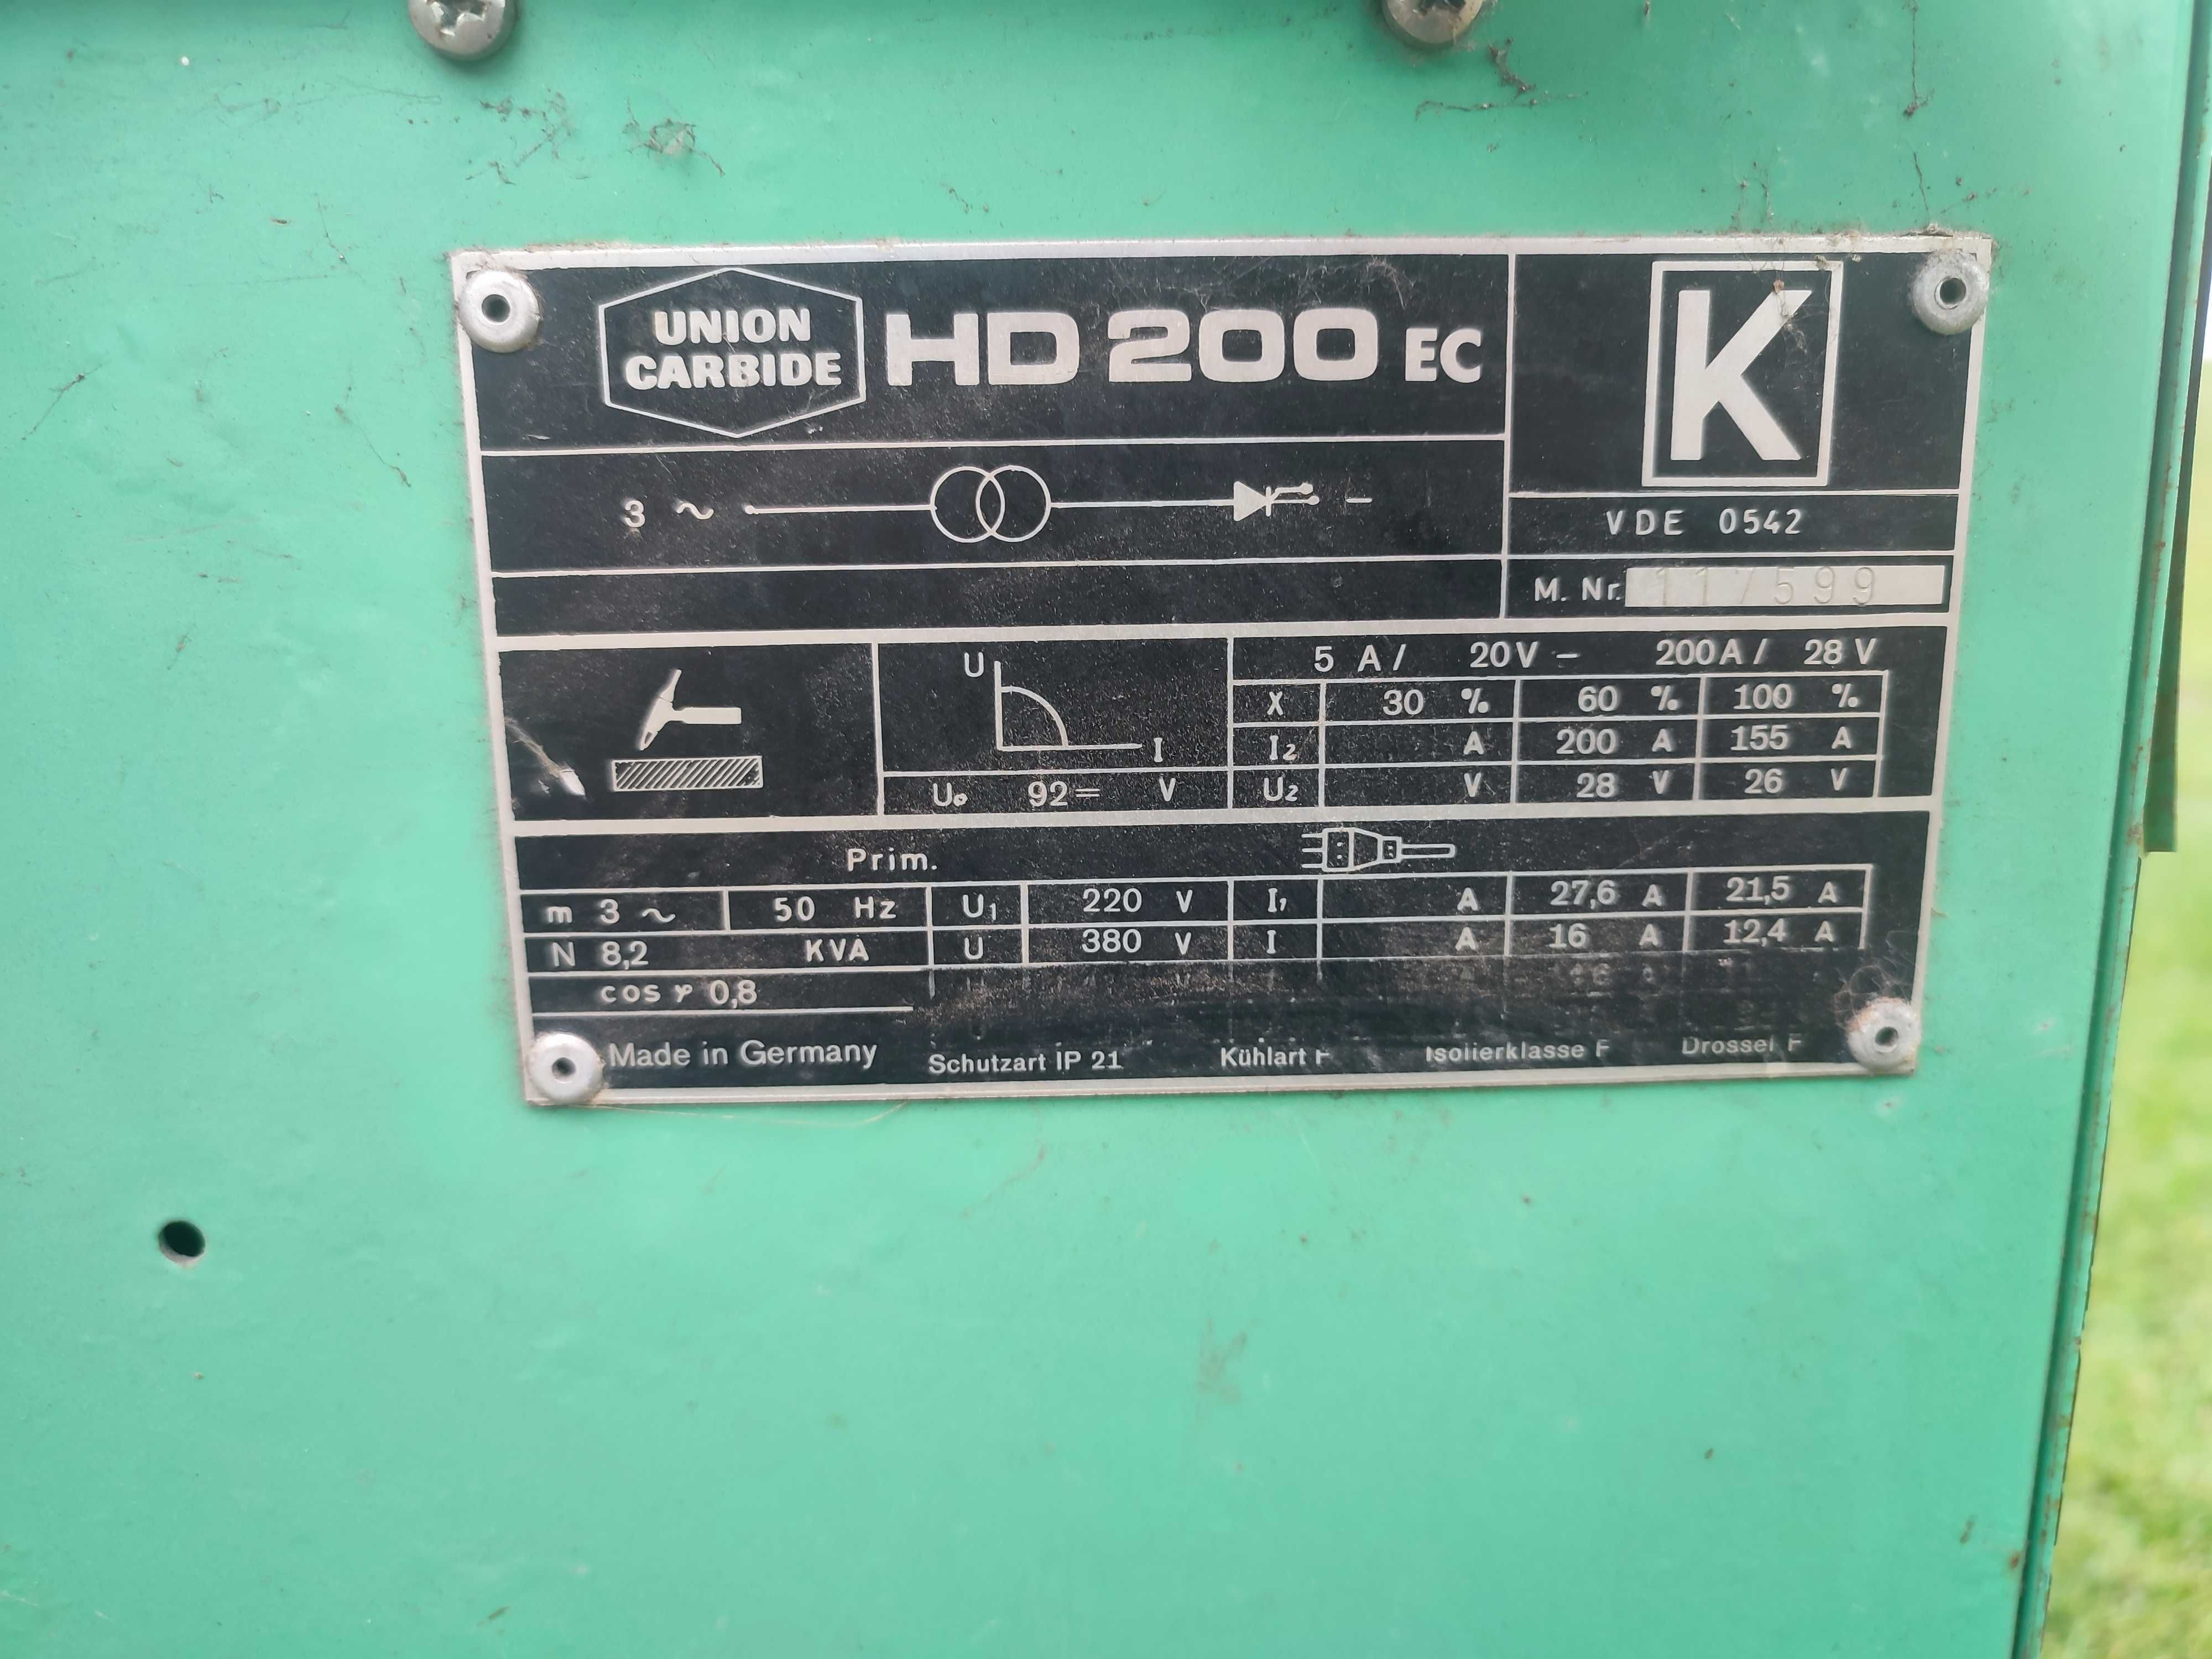 UNION
CARBIDE
HD 200 EC
K
3 ~ -
VDE 0542
M. Nr. 117599
5 A/ 20V - 200A/ 28 V
U
I
X 30 % 60 % 100 %
I2 A 200 A 155 A
U0 92= V
U2 V 28 V 26 V
Prim.
m 3 ~ 50 Hz U1 220 V I1 A 27,6 A 21,5 A
N 8,2 KVA U 380 V I A 16 A 12,4 A
cos φ 0,8
Made in Germany Schutzart IP 21 Kühlart F Isolierklasse F Drossel F